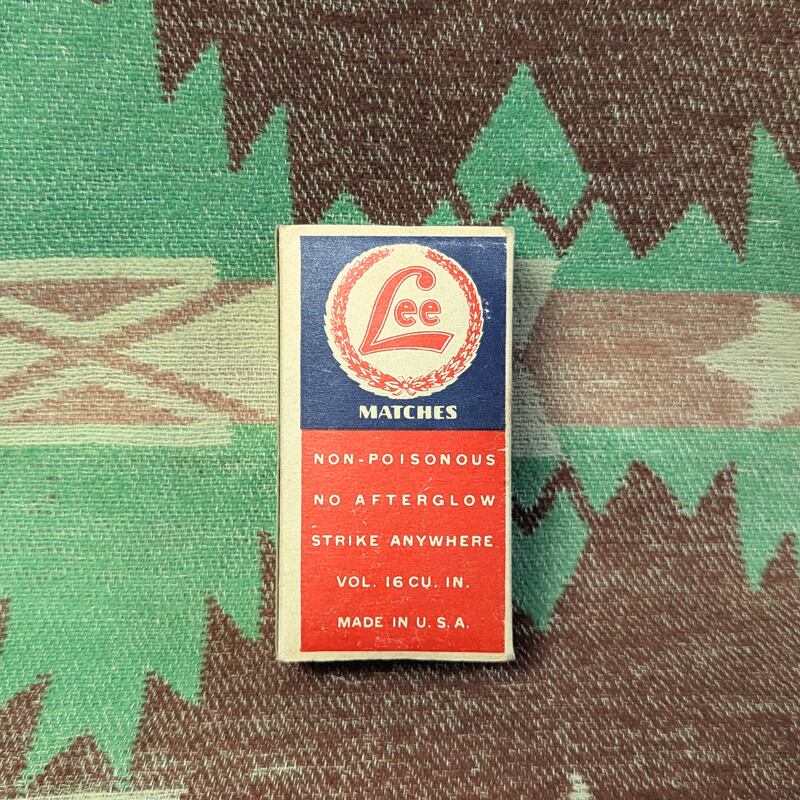 Lee
MATCHES
NON-POISONOUS
NO AFTERGLOW
STRIKE ANYWHERE
VOL. 16 CU. IN.
MADE IN U. S. A.